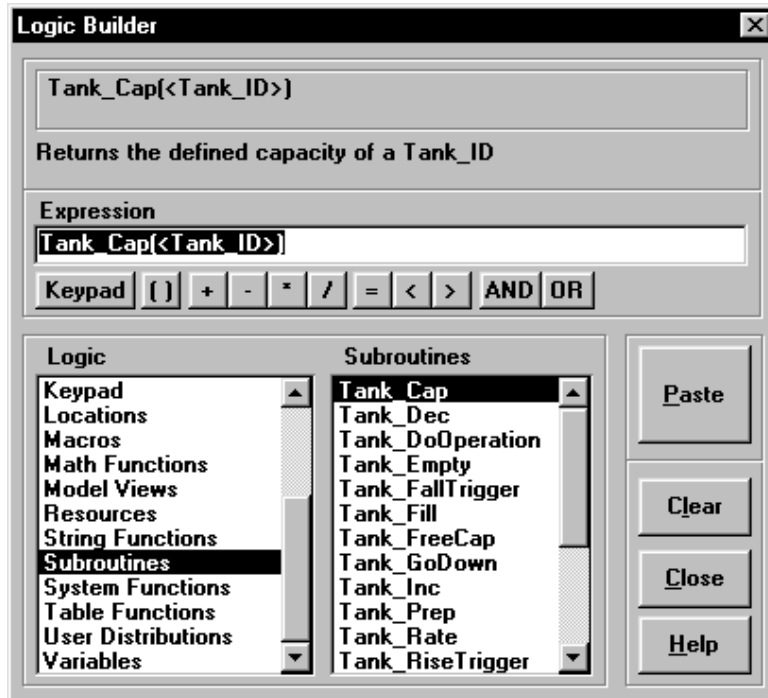 Logic Builder
Tank_Cap(<Tank_ID>)
Returns the defined capacity of a Tank_ID
Expression
Tank_Cap(<Tank_ID>)
Keypad ( ) + - * / = < > AND OR
Logic
Keypad
Locations
Macros
Math Functions
Model Views
Resources
String Functions
Subroutines
System Functions
Table Functions
User Distributions
Variables
Subroutines
Tank_Cap
Tank_Dec
Tank_DoOperation
Tank_Empty
Tank_FallTrigger
Tank_Fill
Tank_FreeCap
Tank_GoDown
Tank_Inc
Tank_Prep
Tank_Rate
Tank_RiseTrigger
Paste
Clear
Close
Help